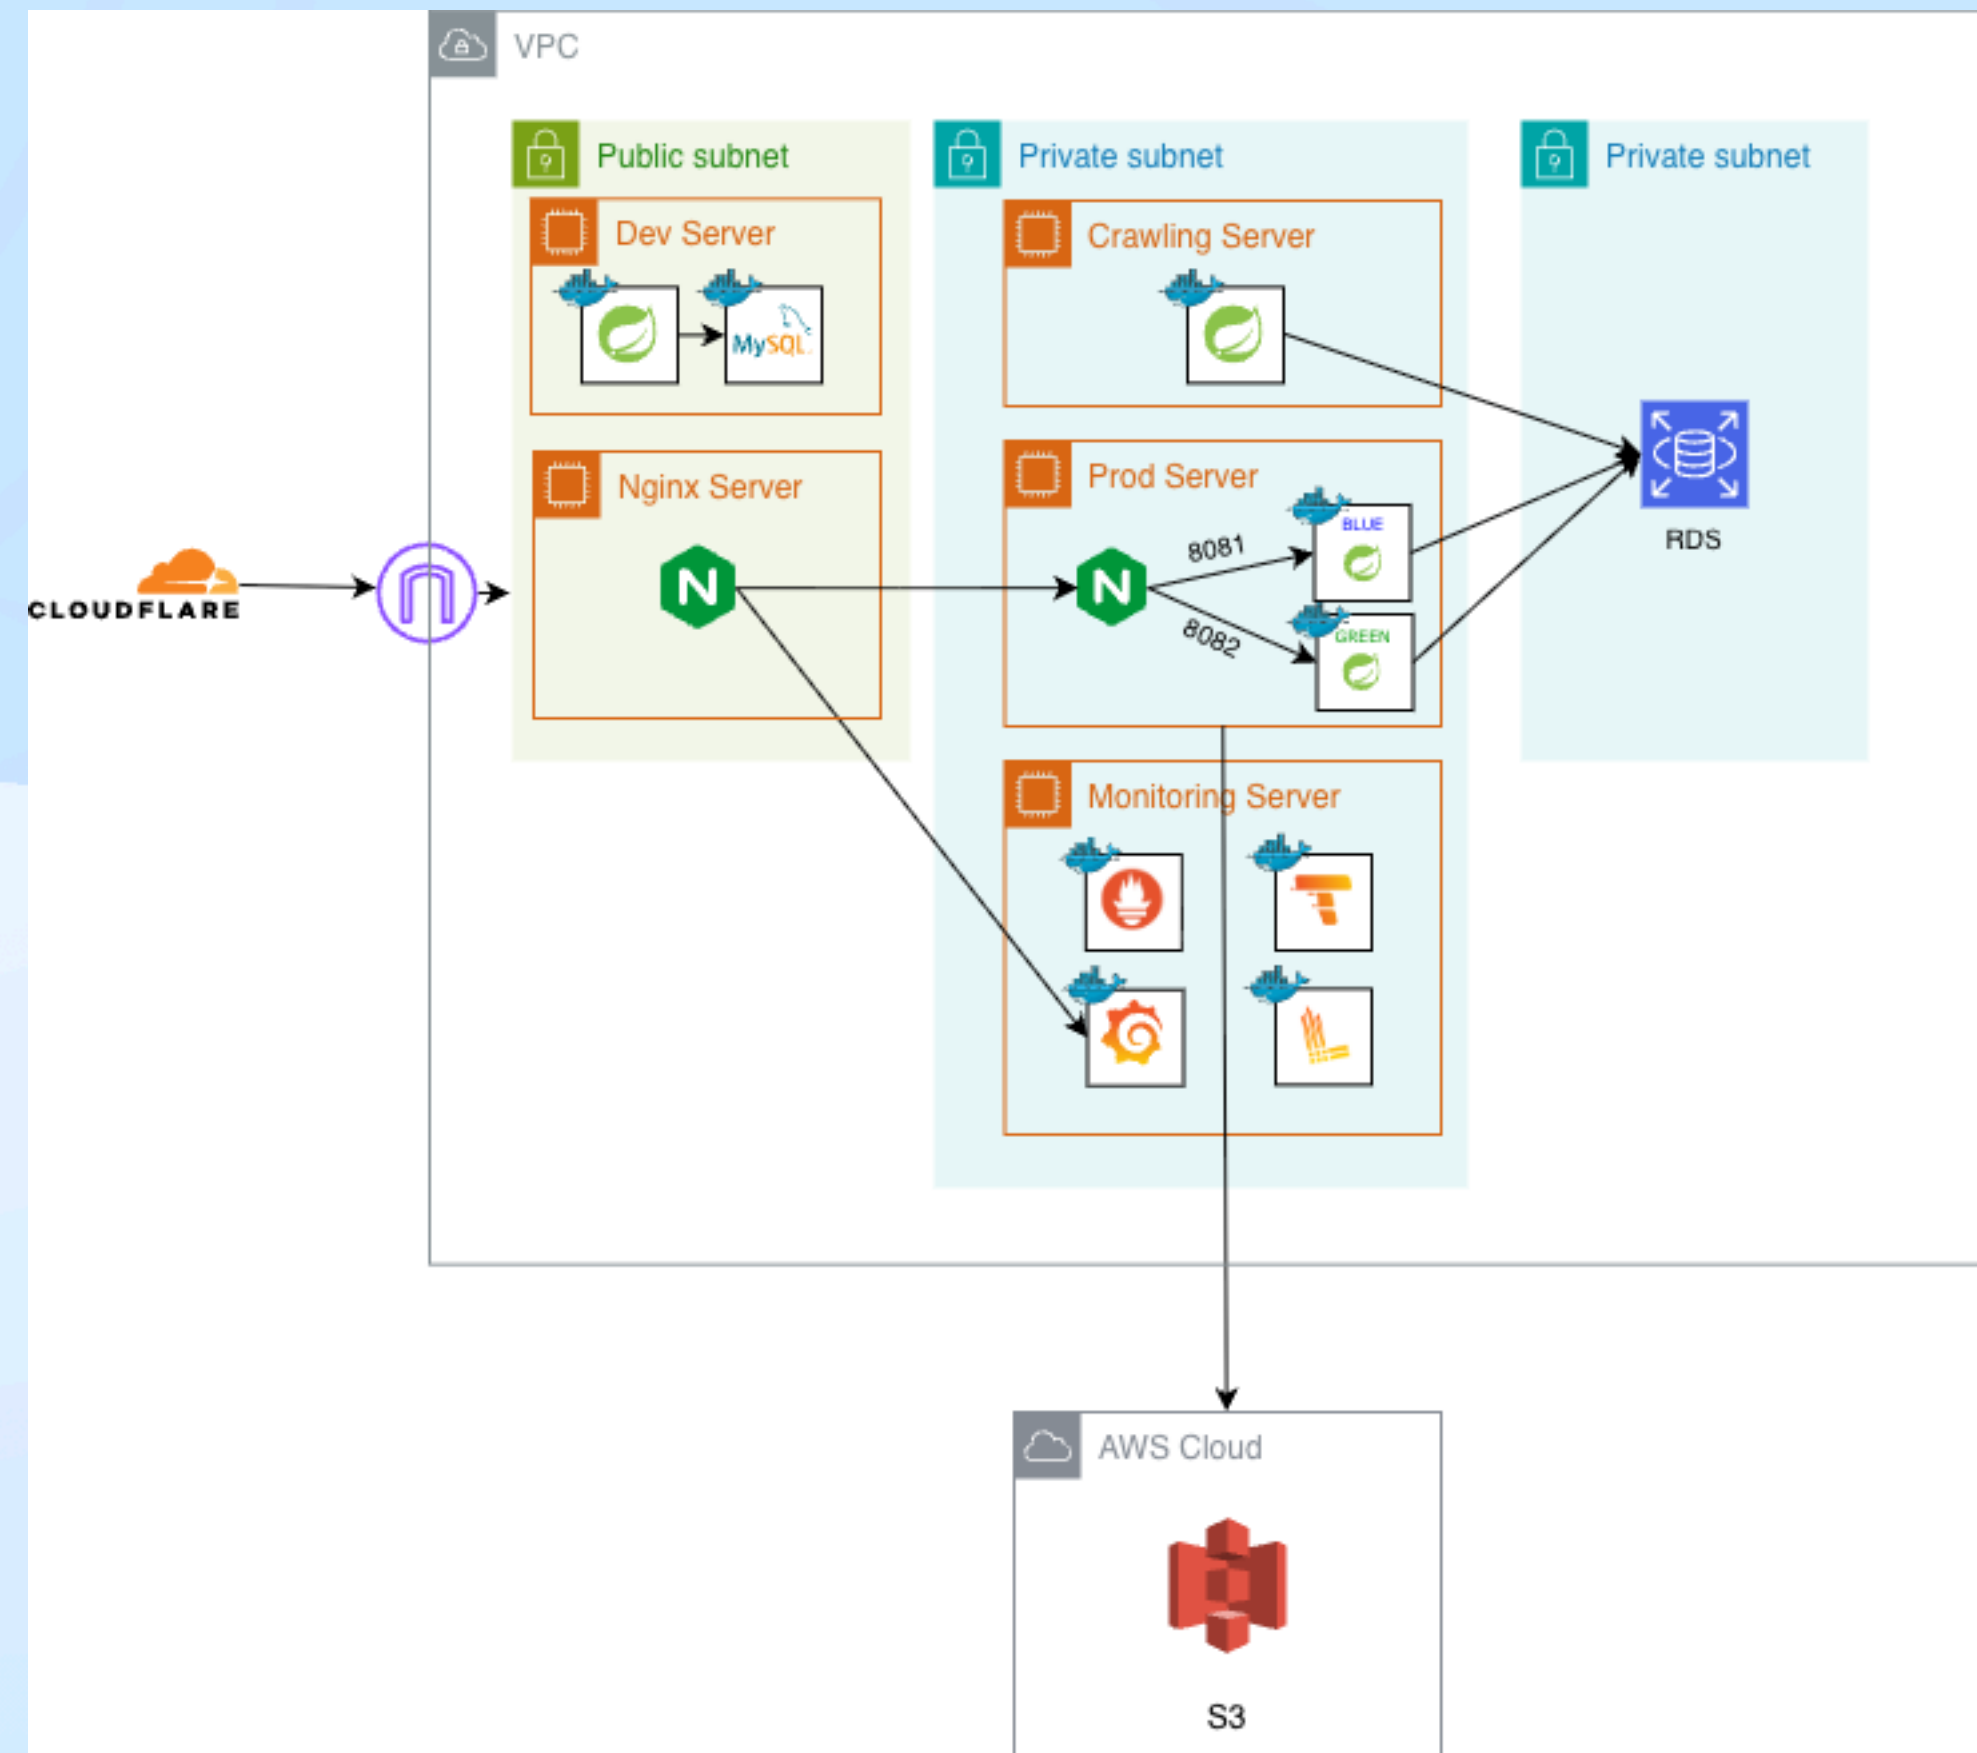 VPC
Public subnet
Private subnet
Private subnet
Dev Server
Crawling Server
MySQL
Nginx Server
Prod Server
BLUE
8081
RDS
CLOUDFLARE
8082
GREEN
Monitoring Server
AWS Cloud
S3